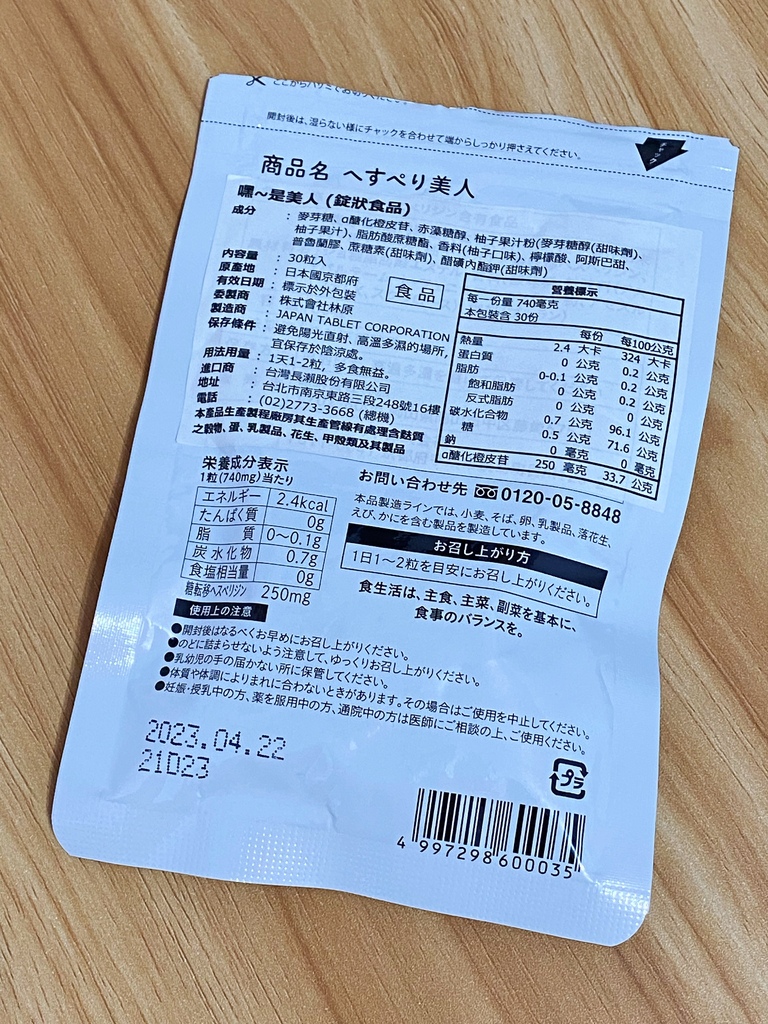 ここからハサミでお切りください。
開封後は、湿らない様にチャックを合わせて端からしっかり押さえてください。
チャック
商品名 へすぺり美人
嘿~是美人 (錠狀食品)
成分 : 麥芽糖、α醣化橙皮苷、赤藻糖醇、柚子果汁粉(麥芽糖醇(甜味劑)、
柚子果汁)、脂肪酸蔗糖酯、香料(柚子口味)、檸檬酸、阿斯巴甜、
普魯蘭膠、蔗糖素(甜味劑)、醋磺內酯鉀(甜味劑)
內容量 : 30粒入
原產地 : 日本國京都府
有效日期 : 標示於外包裝
委製商 : 株式會社林原
製造商 : JAPAN TABLET CORPORATION
保存條件 : 避免陽光直射、高溫多濕的場所,
宜保存於陰涼處。
用法用量 : 1天1-2粒，多食無益。
進口商 : 台灣長瀨股份有限公司
地址 : 台北市南京東路三段248號16樓
電話 : (02)2773-3668 (總機)
本產品生產製程廠房其生產管線有處理含麩質
之穀物、蛋、乳製品、花生、甲殼類及其製品
食品
營養標示
每一份量 740毫克
本包裝含 30份
每份 每100公克
熱量 2.4 大卡 324 大卡
蛋白質 0 公克 0.2 公克
脂肪 0-0.1 公克 0.2 公克
飽和脂肪 0 公克 0.2 公克
反式脂肪 0 公克 0 公克
碳水化合物 0.7 公克 96.1 公克
糖 0.5 公克 71.6 公克
鈉 0 毫克 0 毫克
α醣化橙皮苷 250 毫克 33.7 公克
栄養成分表示
1粒(740mg)当たり
エネルギー 2.4kcal
たんぱく質 0g
脂質 0〜0.1g
炭水化物 0.7g
食塩相当量 0g
糖転移ヘスペリジン 250mg
お問い合わせ先 0120-05-8848
本品製造ラインでは、小麦、そば、卵、乳製品、落花生、
えび、かにを含む製品を製造しています。
お召し上がり方
1日1〜2粒を目安にお召し上がりください。
食生活は、主食、主菜、副菜を基本に、
食事のバランスを。
使用上の注意
●開封後はなるべくお早めにお召し上がりください。
●のどに詰まらせないよう注意して、ゆっくりお召し上がりください。
●乳幼児の手の届かない所に保管してください。
●体質や体調によりまれに合わないときがあります。その場合はご使用を中止してください。
●妊娠・授乳中の方、薬を服用中の方、通院中の方は医師にご相談の上、ご使用ください。
2023.04.22
21D23
プラ
4 997298600035